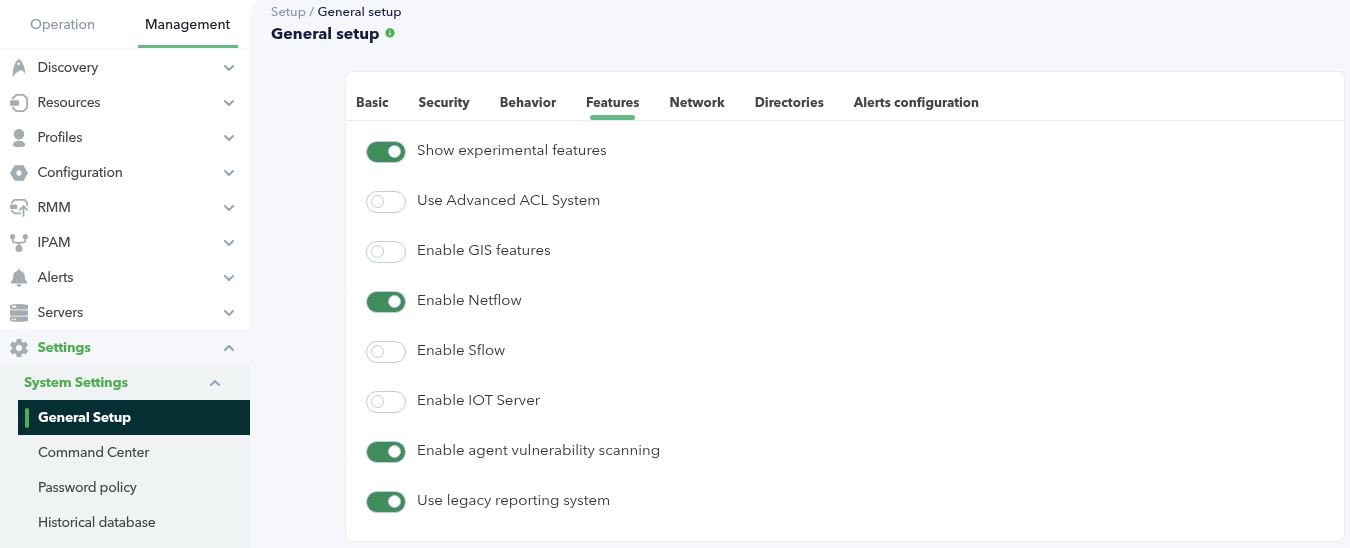 Operation
Management
Discovery
Resources
Profiles
Configuration
RMM
IPAM
Alerts
Servers
Settings
System Settings
General Setup
Command Center
Password policy
Historical database
Setup / General setup
General setup
Basic Security Behavior Features Network Directories Alerts configuration
Show experimental features
Use Advanced ACL System
Enable GIS features
Enable Netflow
Enable Sflow
Enable IOT Server
Enable agent vulnerability scanning
Use legacy reporting system